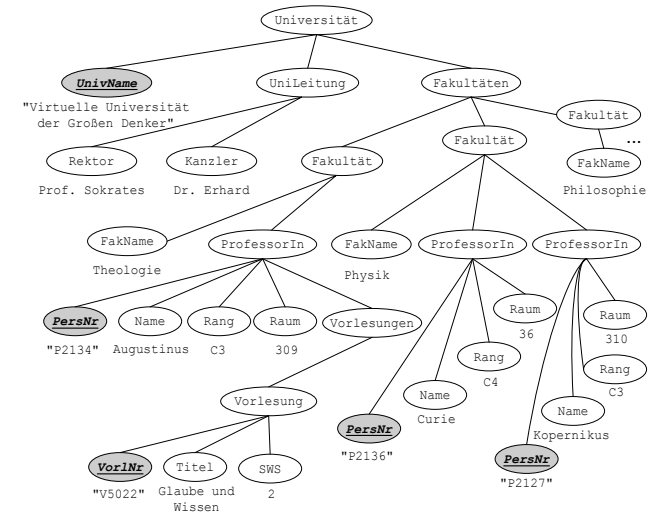 Universität
UnivName
UniLeitung
Fakultäten
"Virtuelle Universität
der Großen Denker"
Fakultät
...
Rektor
Kanzler
Fakultät
Fakultät
FakName
Prof. Sokrates
Dr. Erhard
Philosophie
FakName
ProfessorIn
FakName
ProfessorIn
ProfessorIn
Theologie
Physik
PersNr
Name
Rang
Raum
Vorlesungen
Raum
Raum
"P2134"
Augustinus
C3
309
36
310
Rang
Rang
C4
C3
Vorlesung
Name
Name
Curie
Kopernikus
PersNr
"P2136"
PersNr
"P2127"
VorlNr
Titel
SWS
"V5022"
Glaube und
Wissen
2